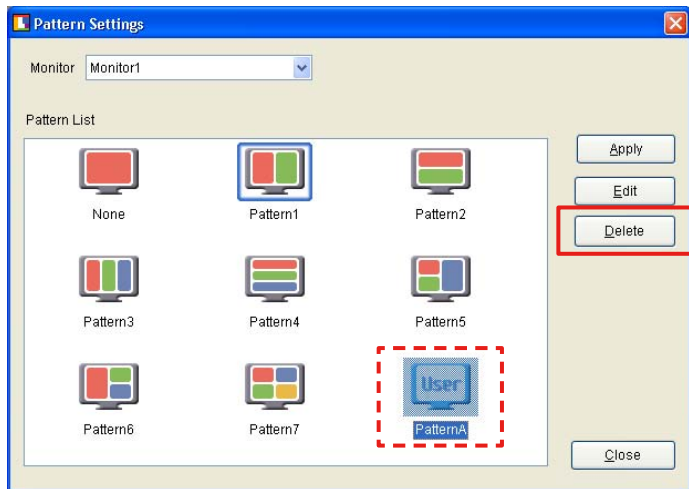 Pattern Settings
Monitor Monitor1
Pattern List
None Pattern1 Pattern2
Pattern3 Pattern4 Pattern5
User
Pattern6 Pattern7 PatternA
Apply
Edit
Delete
Close